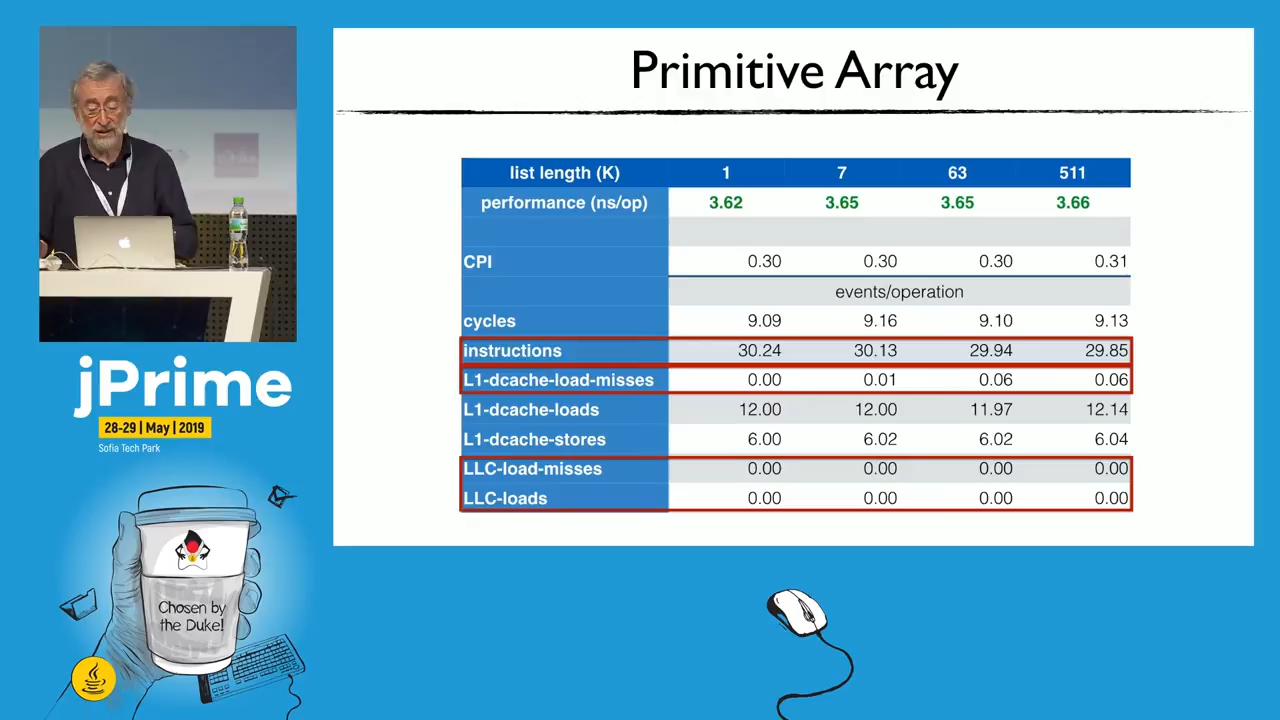 Primitive Array
list length (K) 1 7 63 511
performance (ns/op) 3.62 3.65 3.65 3.66
CPI 0.30 0.30 0.30 0.31
events/operation
cycles 9.09 9.16 9.10 9.13
instructions 30.24 30.13 29.94 29.85
L1-dcache-load-misses 0.00 0.01 0.06 0.06
L1-dcache-loads 12.00 12.00 11.97 12.14
L1-dcache-stores 6.00 6.02 6.02 6.04
LLC-load-misses 0.00 0.00 0.00 0.00
LLC-loads 0.00 0.00 0.00 0.00
jPrime
28-29 | May | 2019
Sofia Tech Park
Chosen by
the Duke!